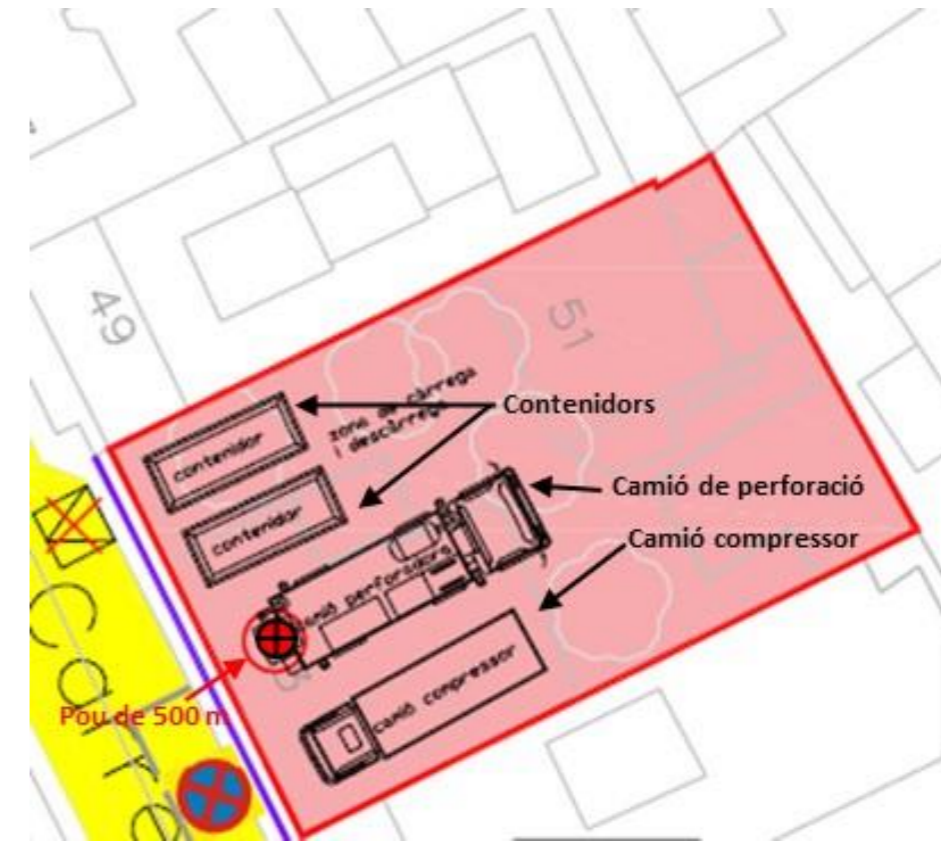 49
51
contenidor
zona de càrrega
i descàrrega
Contenidors
contenidor
Camió de perforació
camió perforadora
Camió compressor
camió compressor
Pou de 500 m
Carre